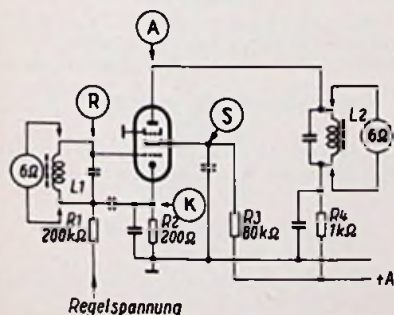 A
R
S
L2
6Ω
6Ω
L1
K
R1
200kΩ
R2
200Ω
R3
80kΩ
R4
1kΩ
+A
Regelspannung